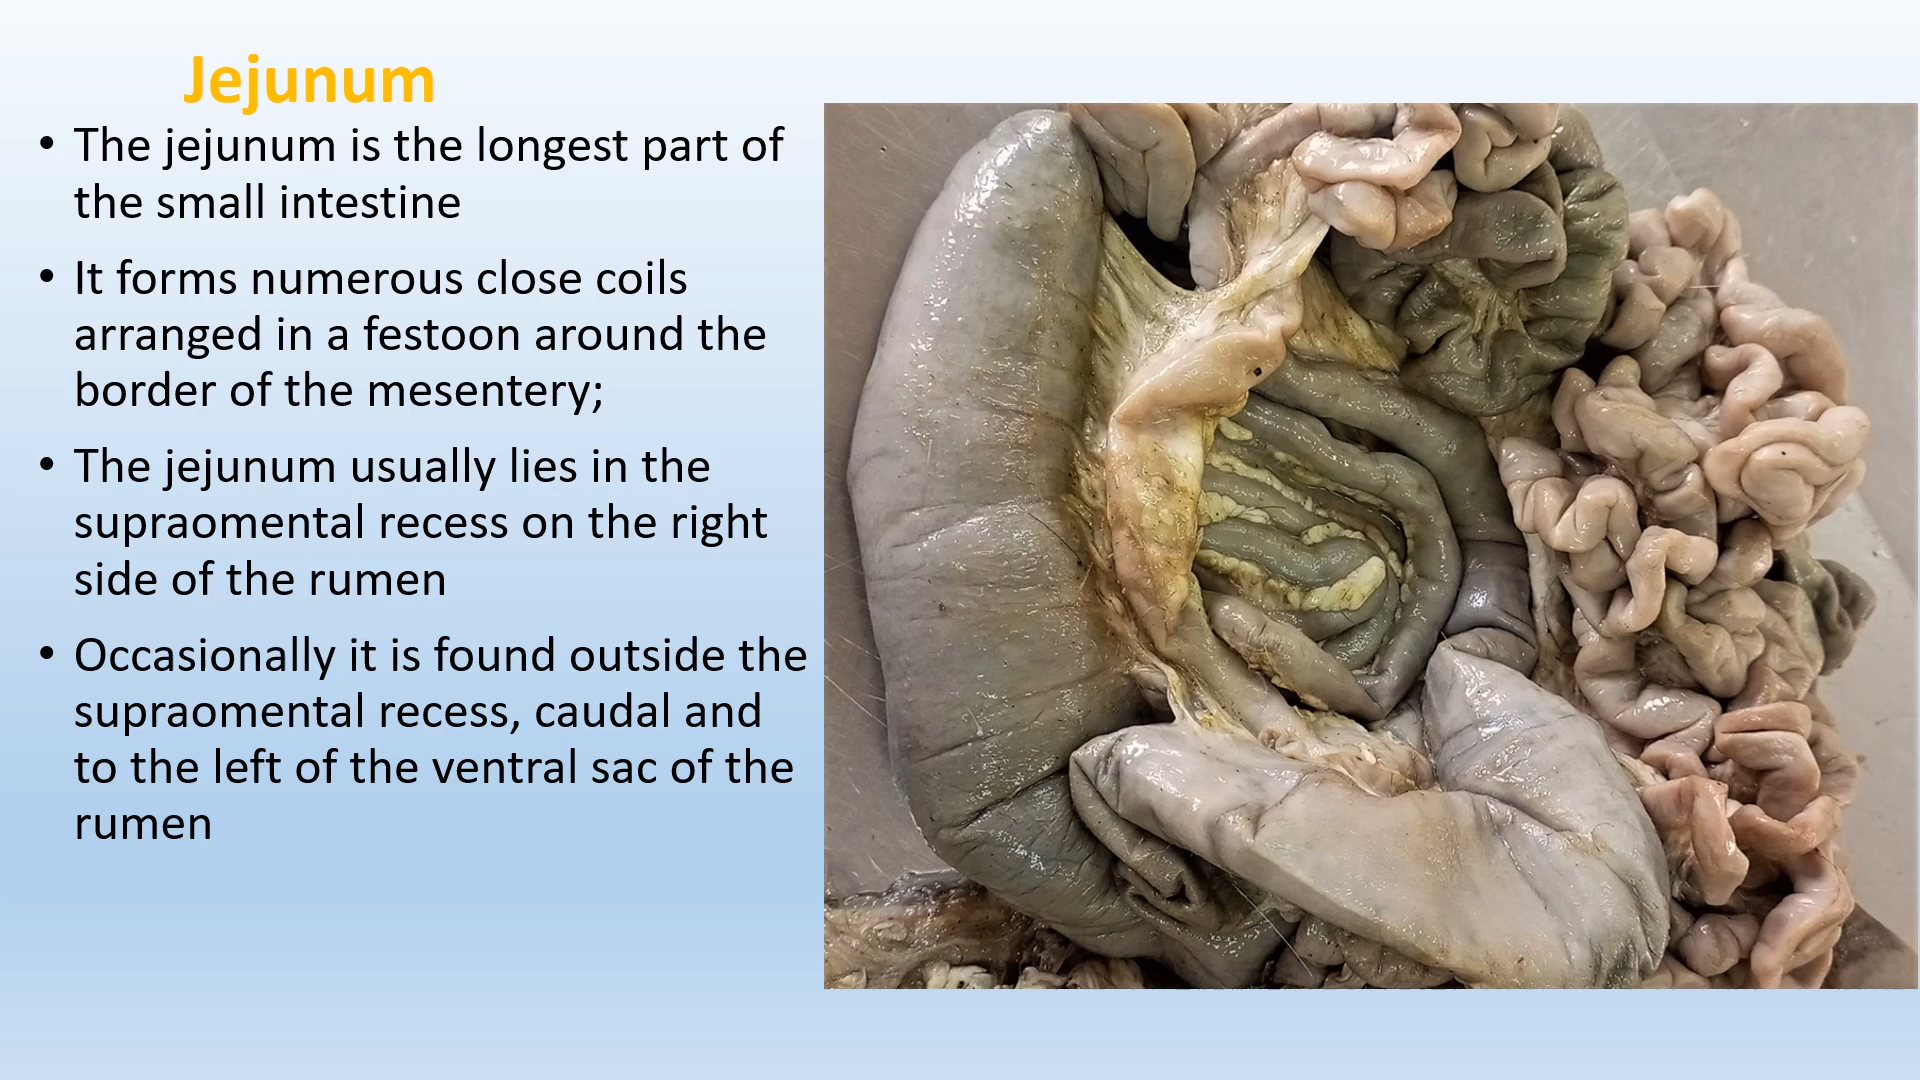 Jejunum
• The jejunum is the longest part of
the small intestine
• It forms numerous close coils
arranged in a festoon around the
border of the mesentery;
• The jejunum usually lies in the
supraomental recess on the right
side of the rumen
• Occasionally it is found outside the
supraomental recess, caudal and
to the left of the ventral sac of the
rumen